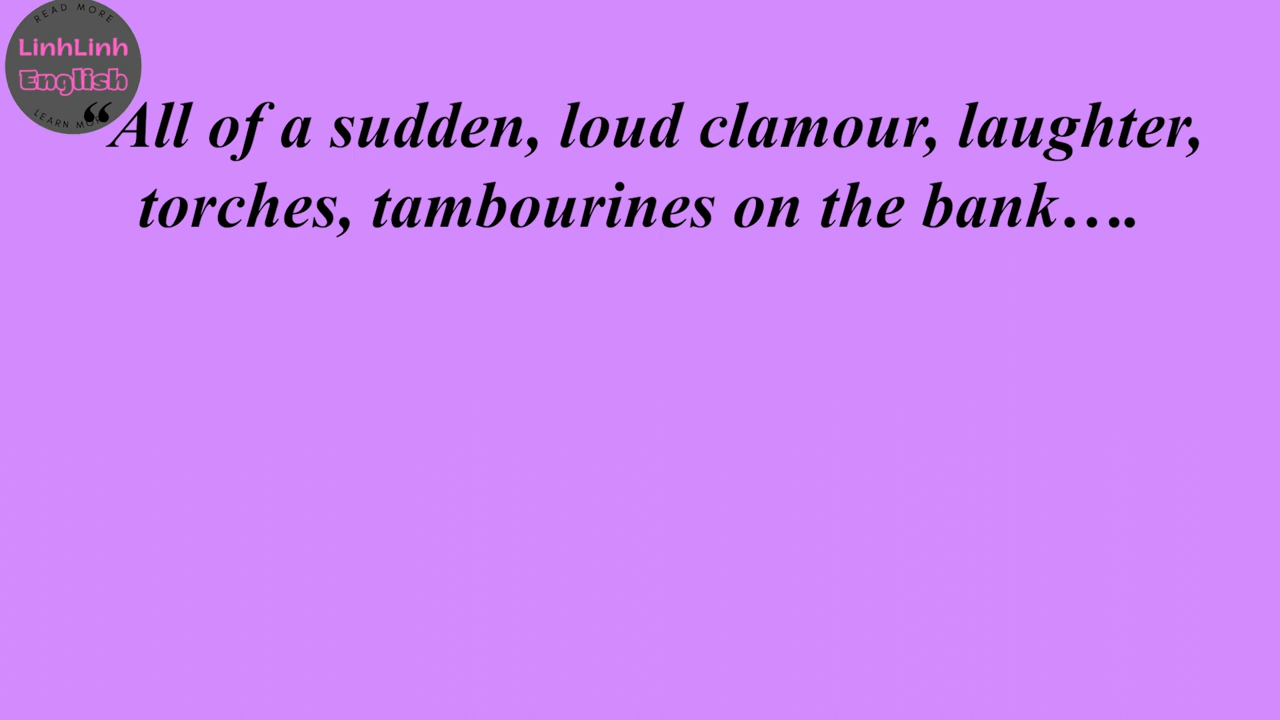 READ MORE
LinhLinh
English
LEARN MORE
“All of a sudden, loud clamour, laughter,
torches, tambourines on the bank….